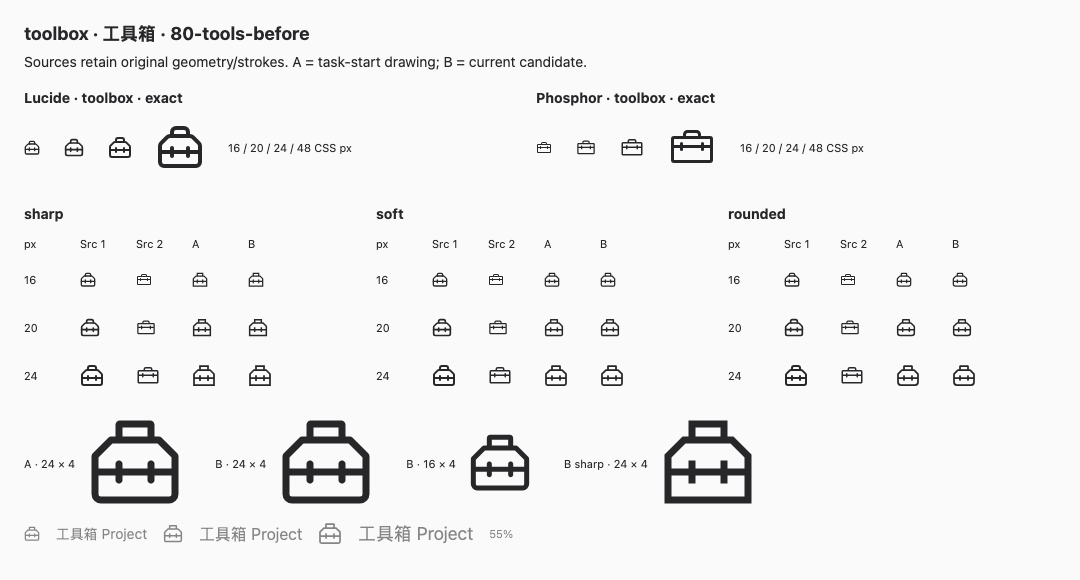 toolbox · 工具箱 · 80-tools-before
Sources retain original geometry/strokes. A = task-start drawing; B = current candidate.
Lucide · toolbox · exact
Phosphor · toolbox · exact
16 / 20 / 24 / 48 CSS px
16 / 20 / 24 / 48 CSS px
sharp
soft
rounded
px Src 1 Src 2 A B
px Src 1 Src 2 A B
px Src 1 Src 2 A B
16
16
16
20
20
20
24
24
24
A · 24 × 4
B · 24 × 4
B · 16 × 4
B sharp · 24 × 4
工具箱 Project
工具箱 Project
工具箱 Project
55%